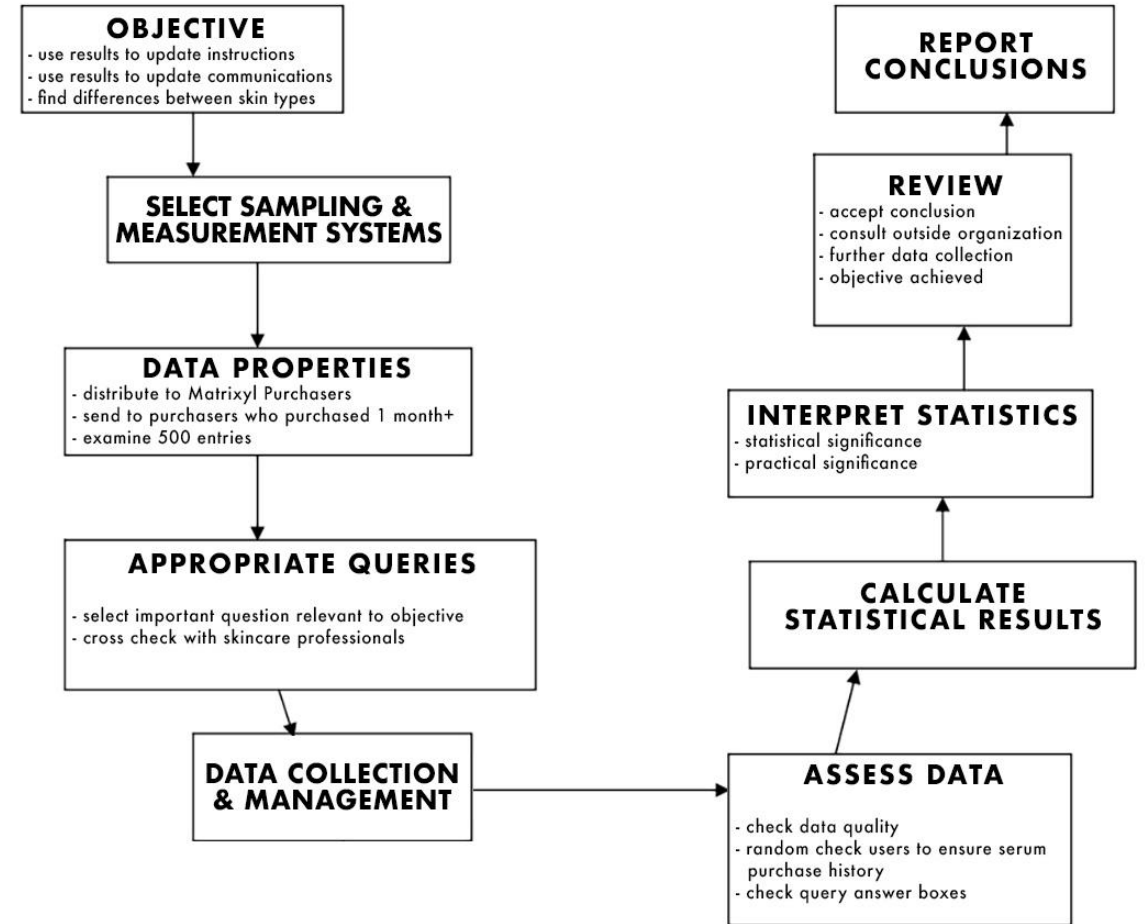 OBJECTIVE
- use results to update instructions
- use results to update communications
- find differences between skin types
SELECT SAMPLING &
MEASUREMENT SYSTEMS
DATA PROPERTIES
- distribute to Matrixyl Purchasers
- send to purchasers who purchased 1 month+
- examine 500 entries
APPROPRIATE QUERIES
- select important question relevant to objective
- cross check with skincare professionals
DATA COLLECTION
& MANAGEMENT
ASSESS DATA
- check data quality
- random check users to ensure serum
purchase history
- check query answer boxes
CALCULATE
STATISTICAL RESULTS
INTERPRET STATISTICS
- statistical significance
- practical significance
REVIEW
- accept conclusion
- consult outside organization
- further data collection
- objective achieved
REPORT
CONCLUSIONS